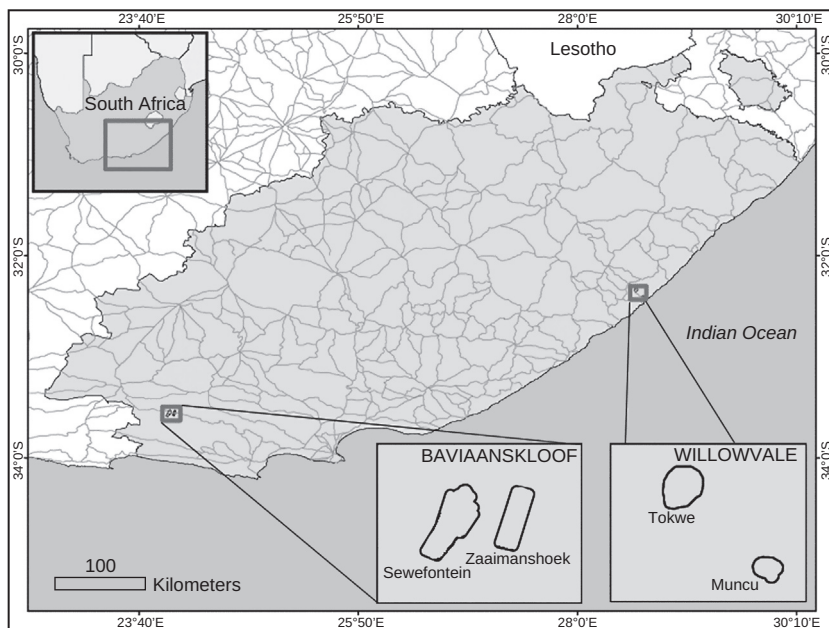 23°40'E 25°50'E 28°0'E 30°10'E
30°0'S 30°0'S
Lesotho
South Africa
32°0'S 32°0'S
Indian Ocean
34°0'S 34°0'S
BAVIAANSKLOOF
Sewefontein
Zaaimanshoek
WILLOWVALE
Tokwe
Muncu
100
Kilometers
23°40'E 25°50'E 28°0'E 30°10'E